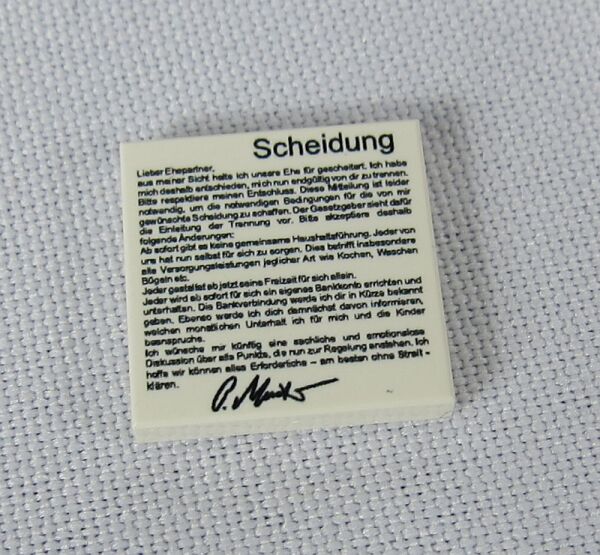 Scheidung
Lieber Ehepartner,
aus meiner Sicht halte ich unsere Ehe für gescheitert. Ich habe
mich deshalb entschieden, mich nun endgültig von dir zu trennen.
Bitte respektiere meinen Entschluss. Diese Mitteilung ist leider
notwendig, um die notwendigen Bedingungen für die von mir
gewünschte Scheidung zu schaffen. Der Gesetzgeber sieht dafür
die Einleitung der Trennung vor. Bitte akzeptiere deshalb
folgende Änderungen:
Ab sofort gibt es keine gemeinsame Haushaltsführung. Jeder von
uns hat nun selbst für sich zu sorgen. Dies betrifft insbesondere
alle Versorgungsleistungen jeglicher Art wie Kochen, Waschen
Bügeln etc.
Jeder gestaltet ab jetzt seine Freizeit für sich allein.
Jeder wird ab sofort für sich ein eigenes Bankkonto errichten und
unterhalten. Die Bankverbindung werde ich dir in Kürze bekannt
geben. Ebenso werde ich dich demnächst davon informieren,
welchen monatlichen Unterhalt ich für mich und die Kinder
beanspruche.
Ich wünsche mir künftig eine sachliche und emotionslose
Diskussion über alle Punkte, die nun zur Regelung anstehen. Ich
hoffe wir können alles Erforderliche - am besten ohne Streit -
klären.